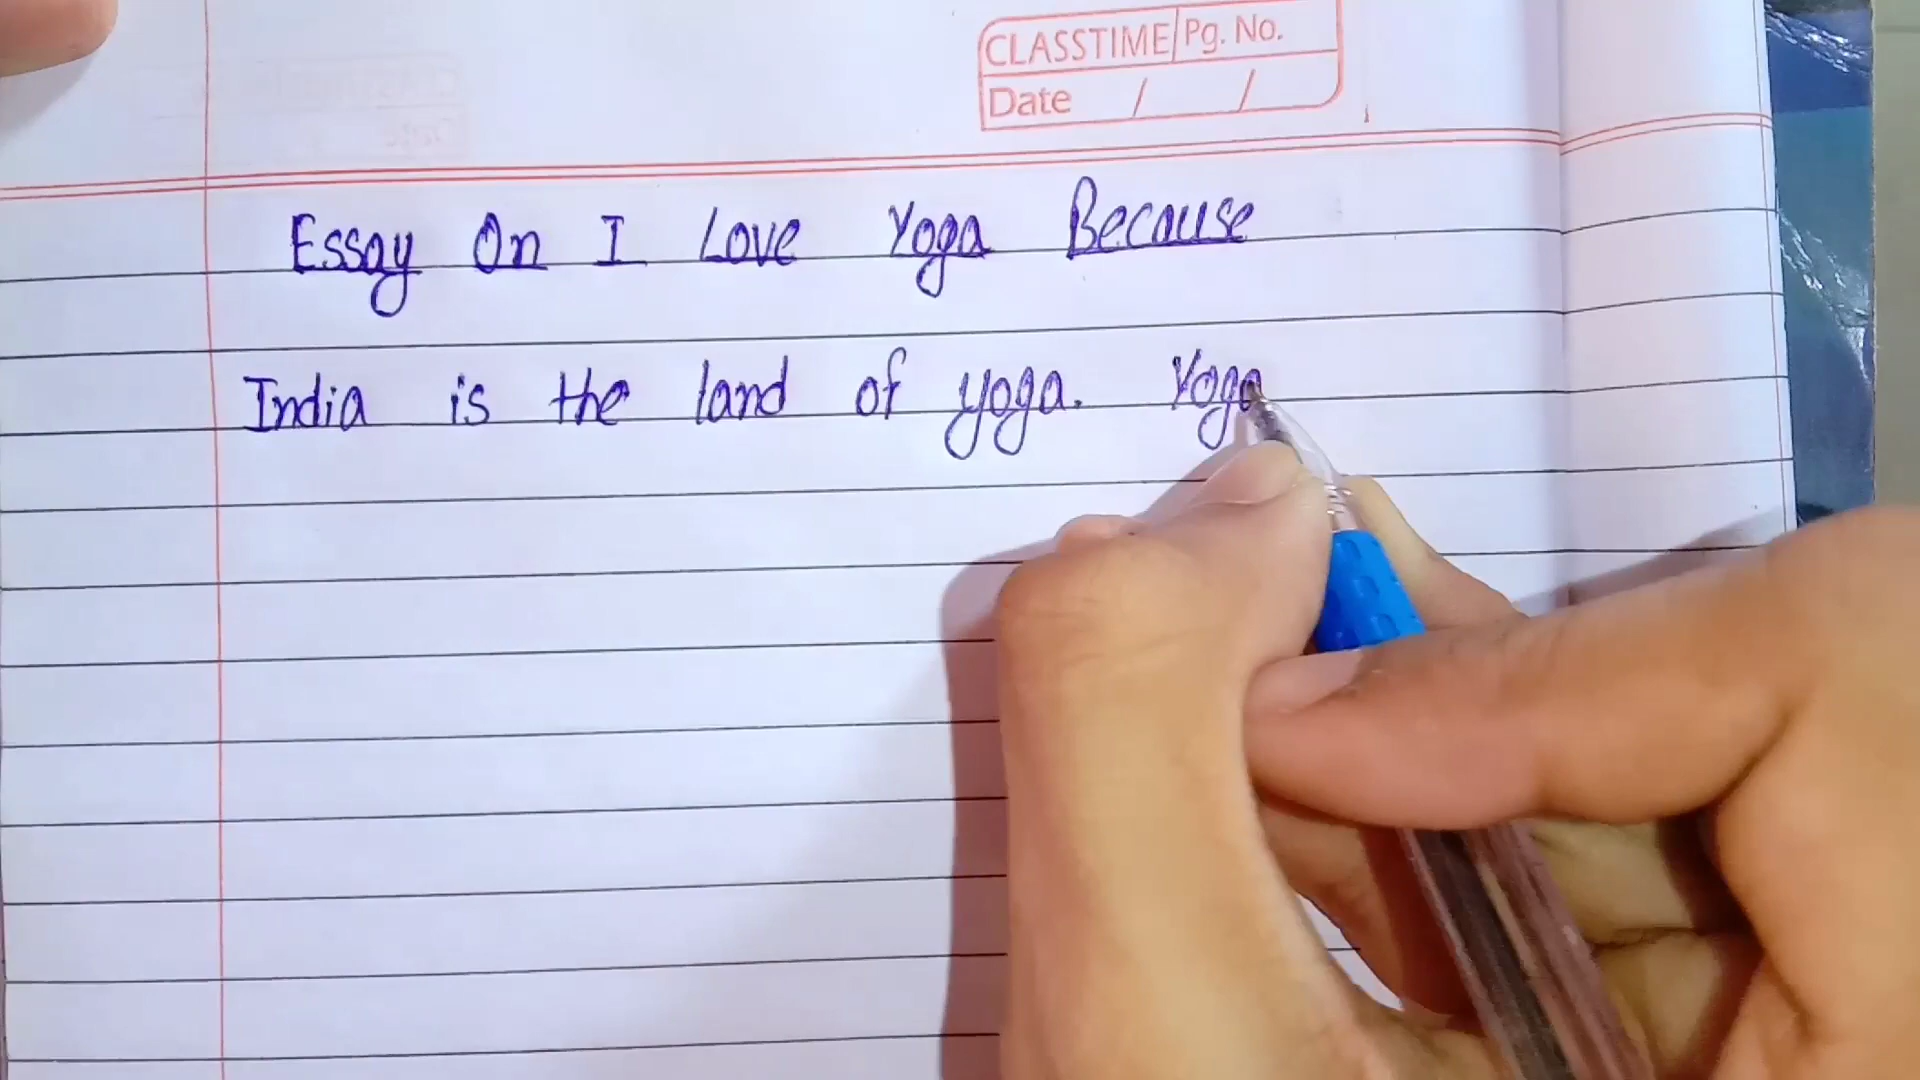 CLASSTIME Pg. No.
Date / /
Essay On I Love Yoga Because
India is the land of yoga. Yoga